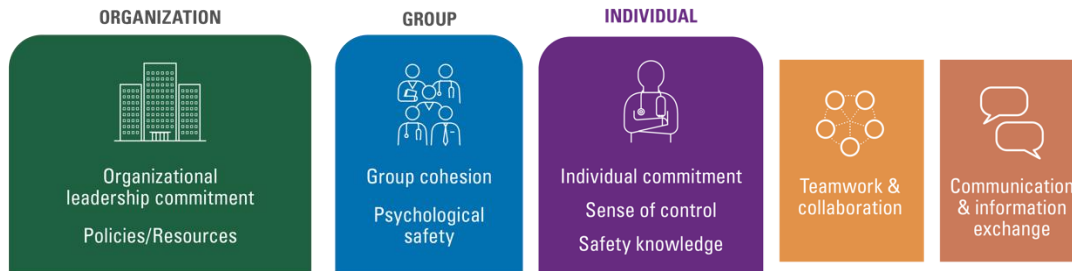 ORGANIZATION
Organizational
leadership commitment
Policies/Resources
GROUP
Group cohesion
Psychological
safety
INDIVIDUAL
Individual commitment
Sense of control
Safety knowledge
Teamwork &
collaboration
Communication
& information
exchange